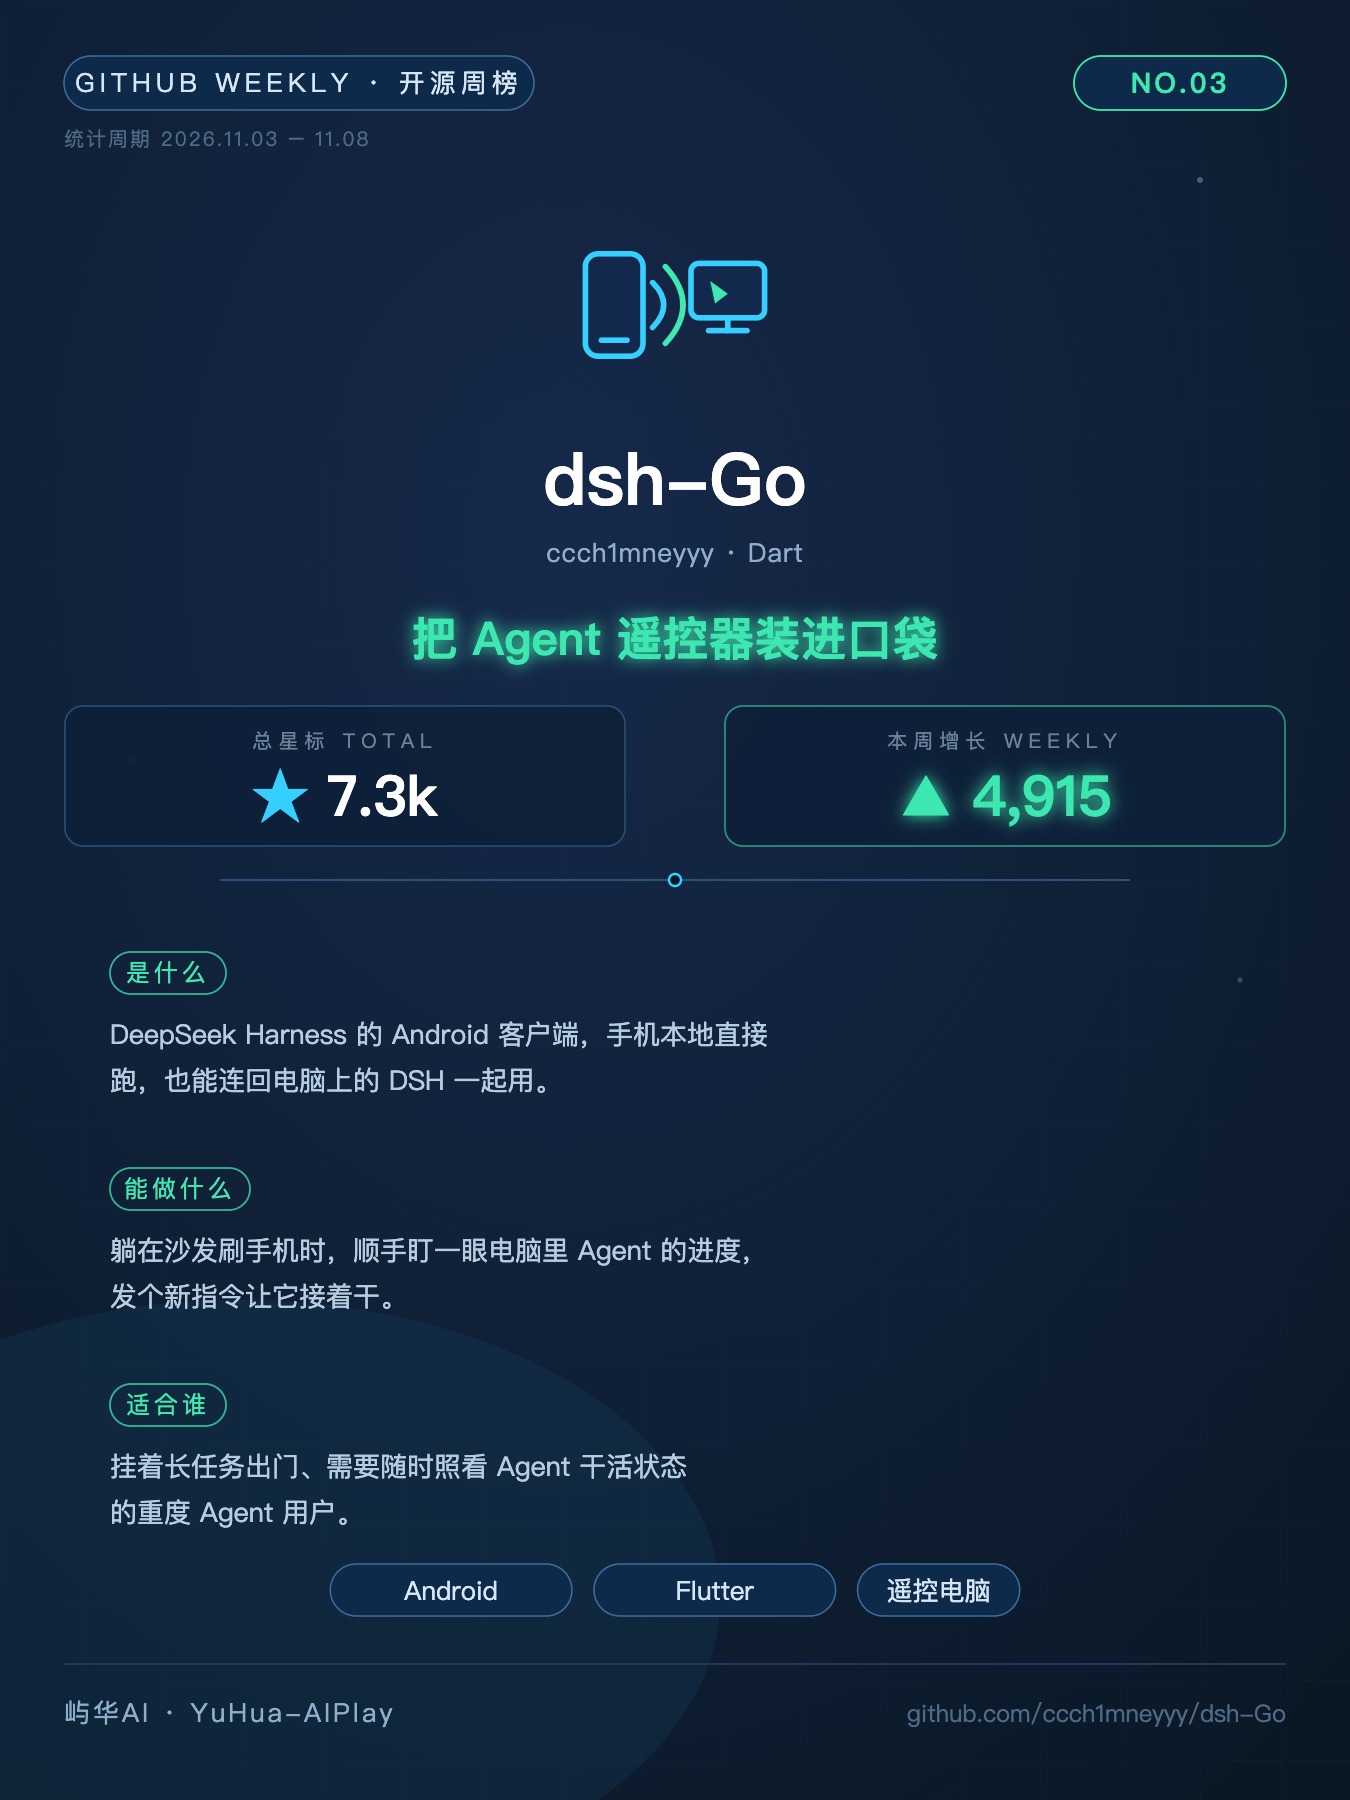 GITHUB WEEKLY · 开源周榜
NO.03
统计周期 2026.11.03 — 11.08
dsh-Go
ccch1mneyyy · Dart
把 Agent 遥控器装进口袋
总星标 TOTAL
★ 7.3k
本周增长 WEEKLY
▲ 4,915
是什么
DeepSeek Harness 的 Android 客户端，手机本地直接
跑，也能连回电脑上的 DSH 一起用。
能做什么
躺在沙发刷手机时，顺手盯一眼电脑里 Agent 的进度，
发个新指令让它接着干。
适合谁
挂着长任务出门、需要随时照看 Agent 干活状态
的重度 Agent 用户。
Android
Flutter
遥控电脑
屿华AI · YuHua-AIPlay
github.com/ccch1mneyyy/dsh-Go